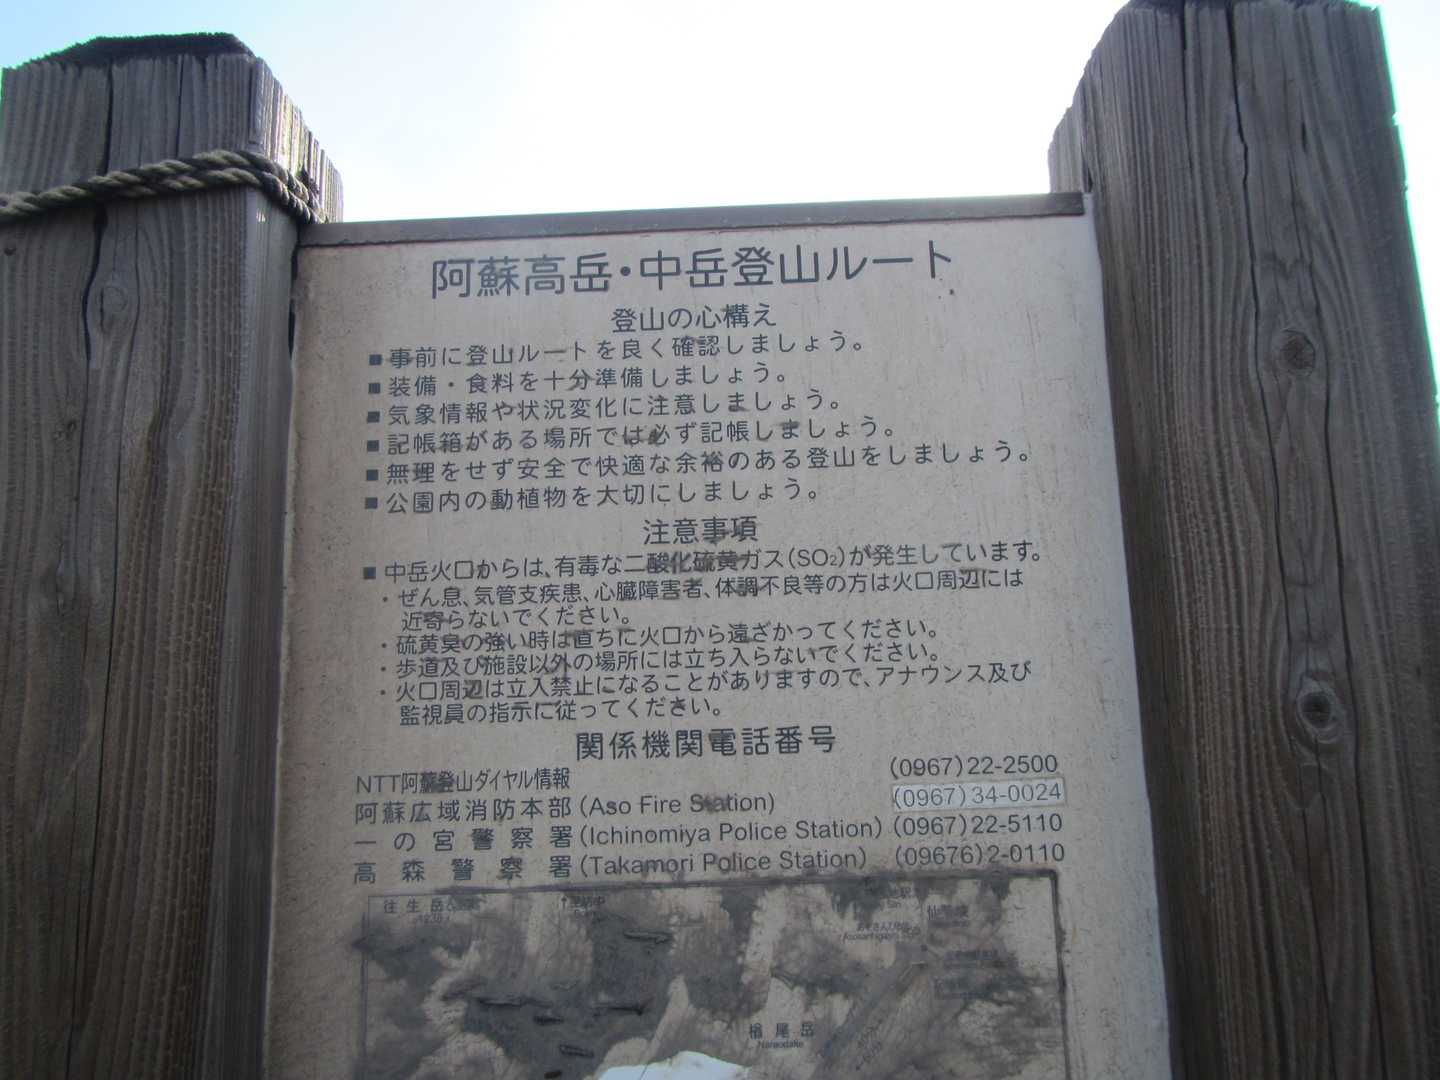 阿蘇高岳・中岳登山ルート
登山の心構え
■事前に登山ルートを良く確認しましょう。
■装備・食料を十分準備しましょう。
■気象情報や状況変化に注意しましょう。
■記帳箱がある場所では必ず記帳しましょう。
■無理をせず安全で快適な余裕のある登山をしましょう。
■公園内の動植物を大切にしましょう。
注意事項
■中岳火口からは、有毒な二酸化硫黄ガス(SO2)が発生しています。
・ぜん息、気管支疾患、心臓障害者、体調不良等の方は火口周辺には
近寄らないでください。
・硫黄臭の強い時は直ちに火口から遠ざかってください。
・歩道及び施設以外の場所には立ち入らないでください。
・火口周辺は立入禁止になることがありますので、アナウンス及び
監視員の指示に従ってください。
関係機関電話番号
NTT阿蘇登山ダイヤル情報 (0967)22-2500
阿蘇広域消防本部(Aso Fire Station) (0967)34-0024
一の宮警察署(Ichinomiya Police Station) (0967)22-5110
高森警察署(Takamori Police Station) (09676)2-0110
往生岳
楢尾岳
Naraodake